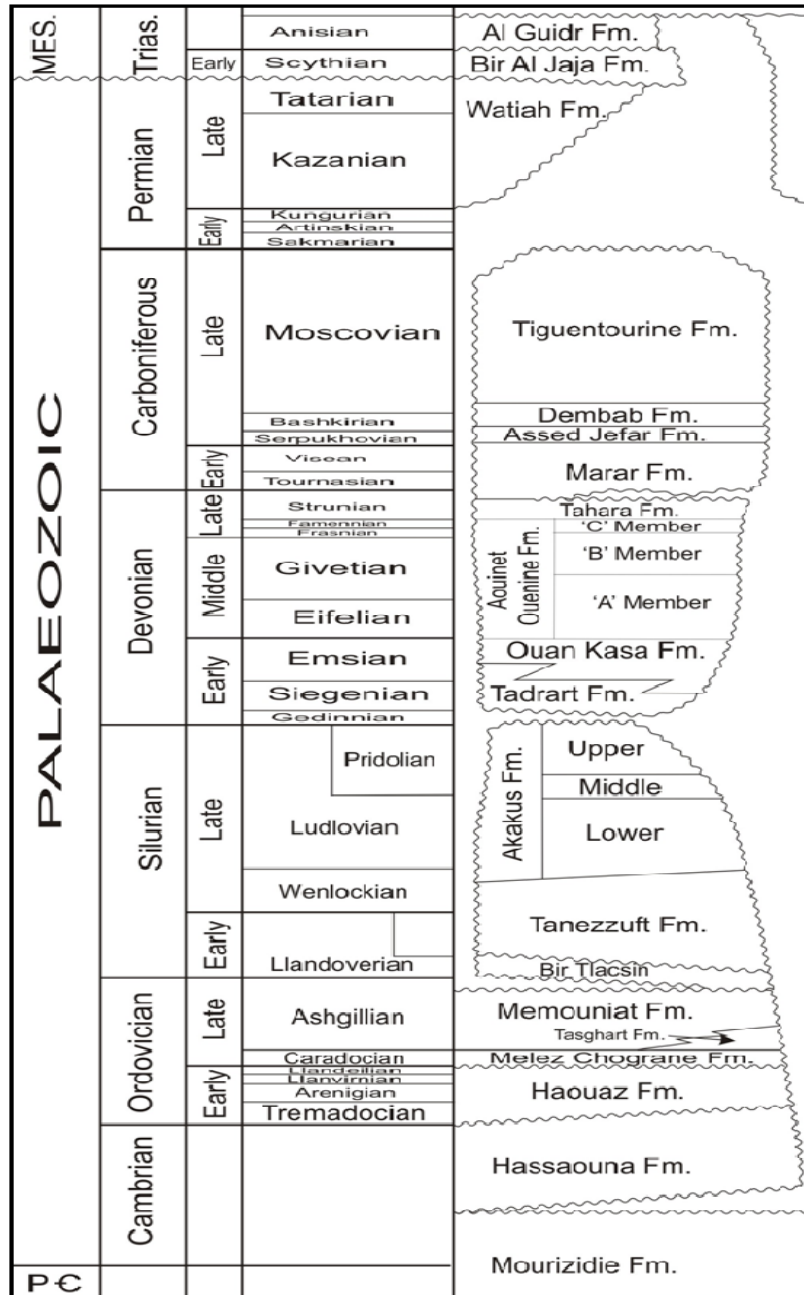 MES.
Trias.
Anisian
Al Guidr Fm.
Early
Scythian
Bir Al Jaja Fm.
PALAEOZOIC
Permian
Late
Tatarian
Watiah Fm.
Kazanian
Early
Kungurian
Artinskian
Sakmarian
Carboniferous
Late
Moscovian
Tiguentourine Fm.
Bashkirian
Dembab Fm.
Serpukhovian
Assed Jefar Fm.
Early
Visean
Marar Fm.
Tournasian
Devonian
Late
Strunian
Tahara Fm.
Famennian
'C' Member
Frasnian
Middle
Givetian
Aouinet
Ouenine Fm.
'B' Member
'A' Member
Eifelian
Early
Emsian
Ouan Kasa Fm.
Siegenian
Tadrart Fm.
Gedinnian
Silurian
Late
Pridolian
Akakus Fm.
Upper
Middle
Ludlovian
Lower
Wenlockian
Tanezzuft Fm.
Early
Llandoverian
Bir Tlacsin
Ordovician
Late
Ashgillian
Memouniat Fm.
Tasghart Fm.
Caradocian
Melez Chograne Fm.
Early
Llandeilian
Llanvirnian
Arenigian
Haouaz Fm.
Tremadocian
Cambrian
Hassaouna Fm.
Mourizidie Fm.
P-Є